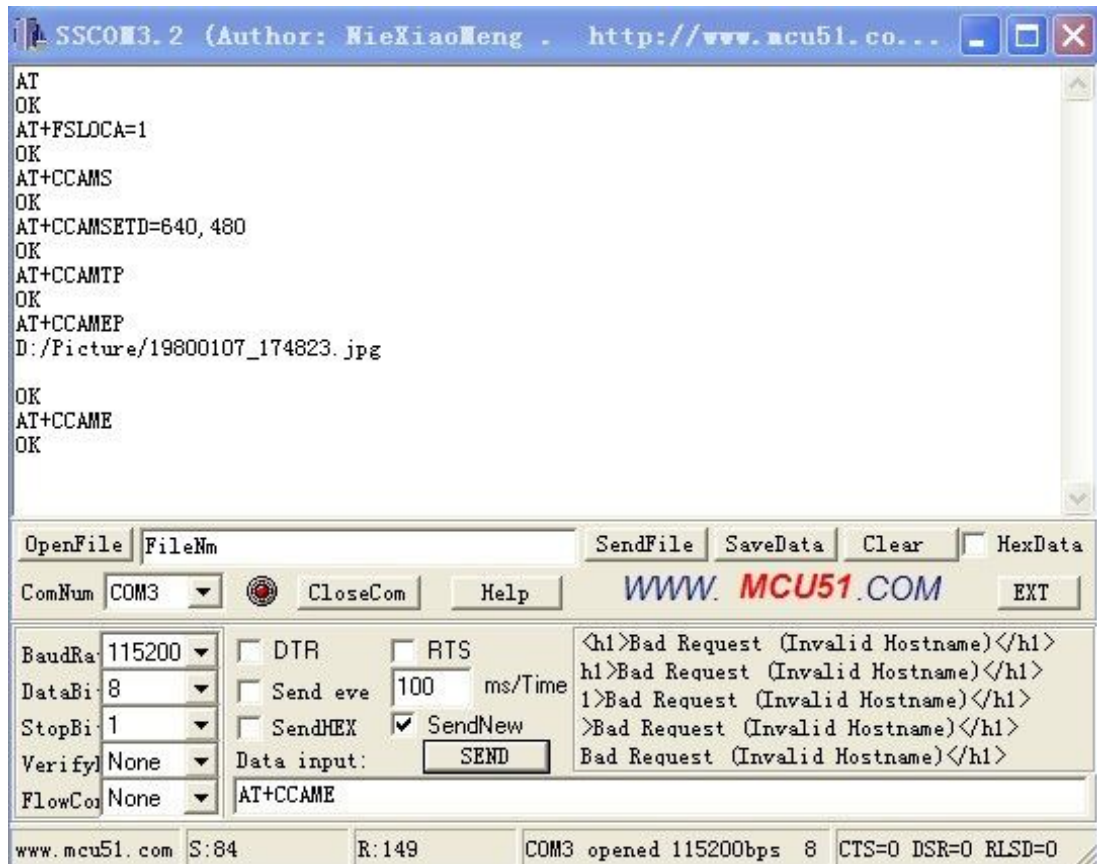 SSCOM3.2 (Author: NieXiaoMeng . http://www.mcu51.co...
AT
OK
AT+FSLOCA=1
OK
AT+CCAMS
OK
AT+CCAMSETD=640,480
OK
AT+CCAMTP
OK
AT+CCAMEP
D:/Picture/19800107_174823.jpg
OK
AT+CCAME
OK
OpenFile FileNm SendFile SaveData Clear HexData
ComNum COM3 CloseCom Help WWW. MCU51.COM EXT
BaudRa 115200 DTR RTS
DataBi 8 Send eve 100 ms/Time
StopBi 1 SendHEX SendNew
Verify None Data input: SEND
FlowCo None AT+CCAME
<h1>Bad Request (Invalid Hostname)</h1>
h1>Bad Request (Invalid Hostname)</h1>
1>Bad Request (Invalid Hostname)</h1>
>Bad Request (Invalid Hostname)</h1>
Bad Request (Invalid Hostname)</h1>
www.mcu51.com S:84 R:149 COM3 opened 115200bps 8 CTS=0 DSR=0 RLSD=0